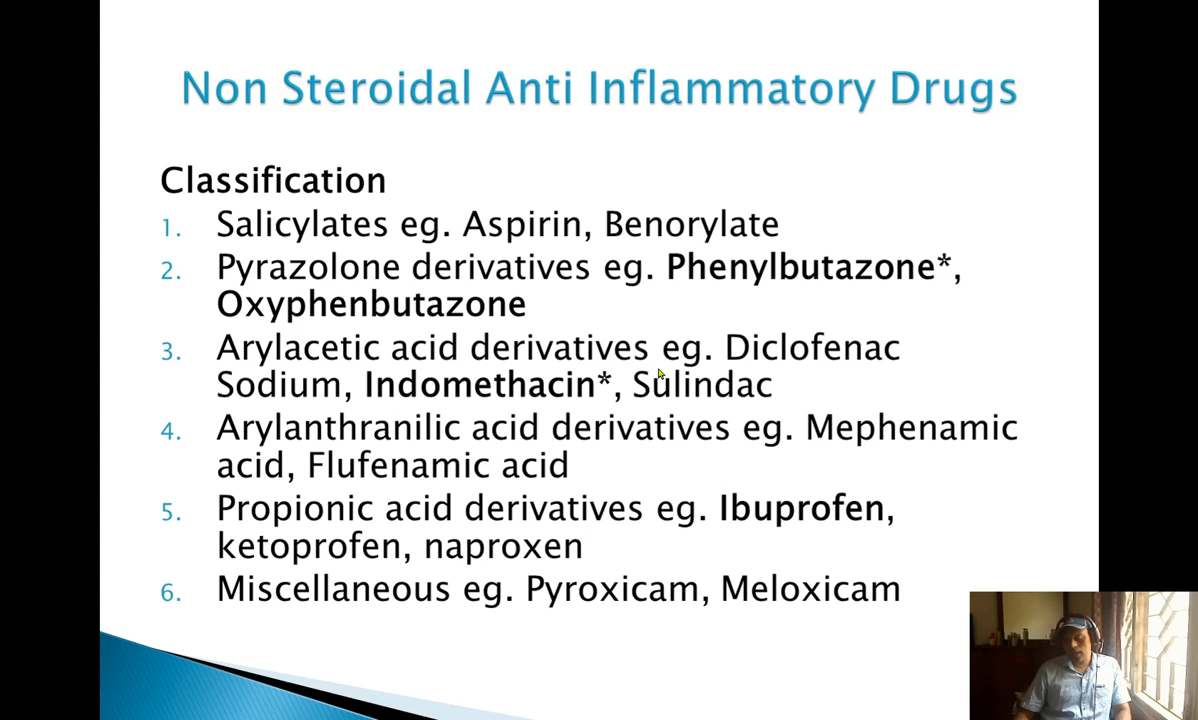 Non Steroidal Anti Inflammatory Drugs
Classification
1. Salicylates eg. Aspirin, Benorylate
2. Pyrazolone derivatives eg. Phenylbutazone*,
Oxyphenbutazone
3. Arylacetic acid derivatives eg. Diclofenac
Sodium, Indomethacin*, Sulindac
4. Arylanthranilic acid derivatives eg. Mephenamic
acid, Flufenamic acid
5. Propionic acid derivatives eg. Ibuprofen,
ketoprofen, naproxen
6. Miscellaneous eg. Pyroxicam, Meloxicam